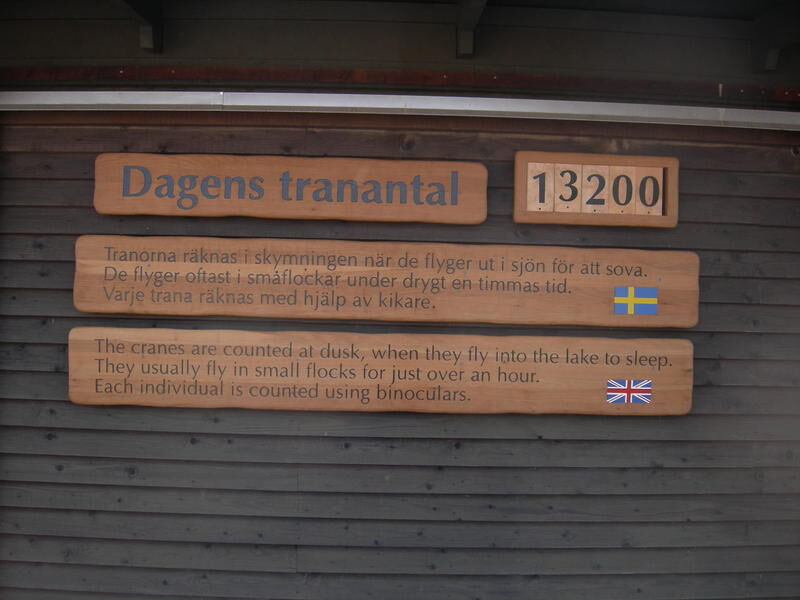 Dagens tranantal
13200
Tranorna räknas i skymningen när de flyger ut i sjön för att sova.
De flyger oftast i småflockar under drygt en timmas tid.
Varje trana räknas med hjälp av kikare.
The cranes are counted at dusk, when they fly into the lake to sleep.
They usually fly in small flocks for just over an hour.
Each individual is counted using binoculars.